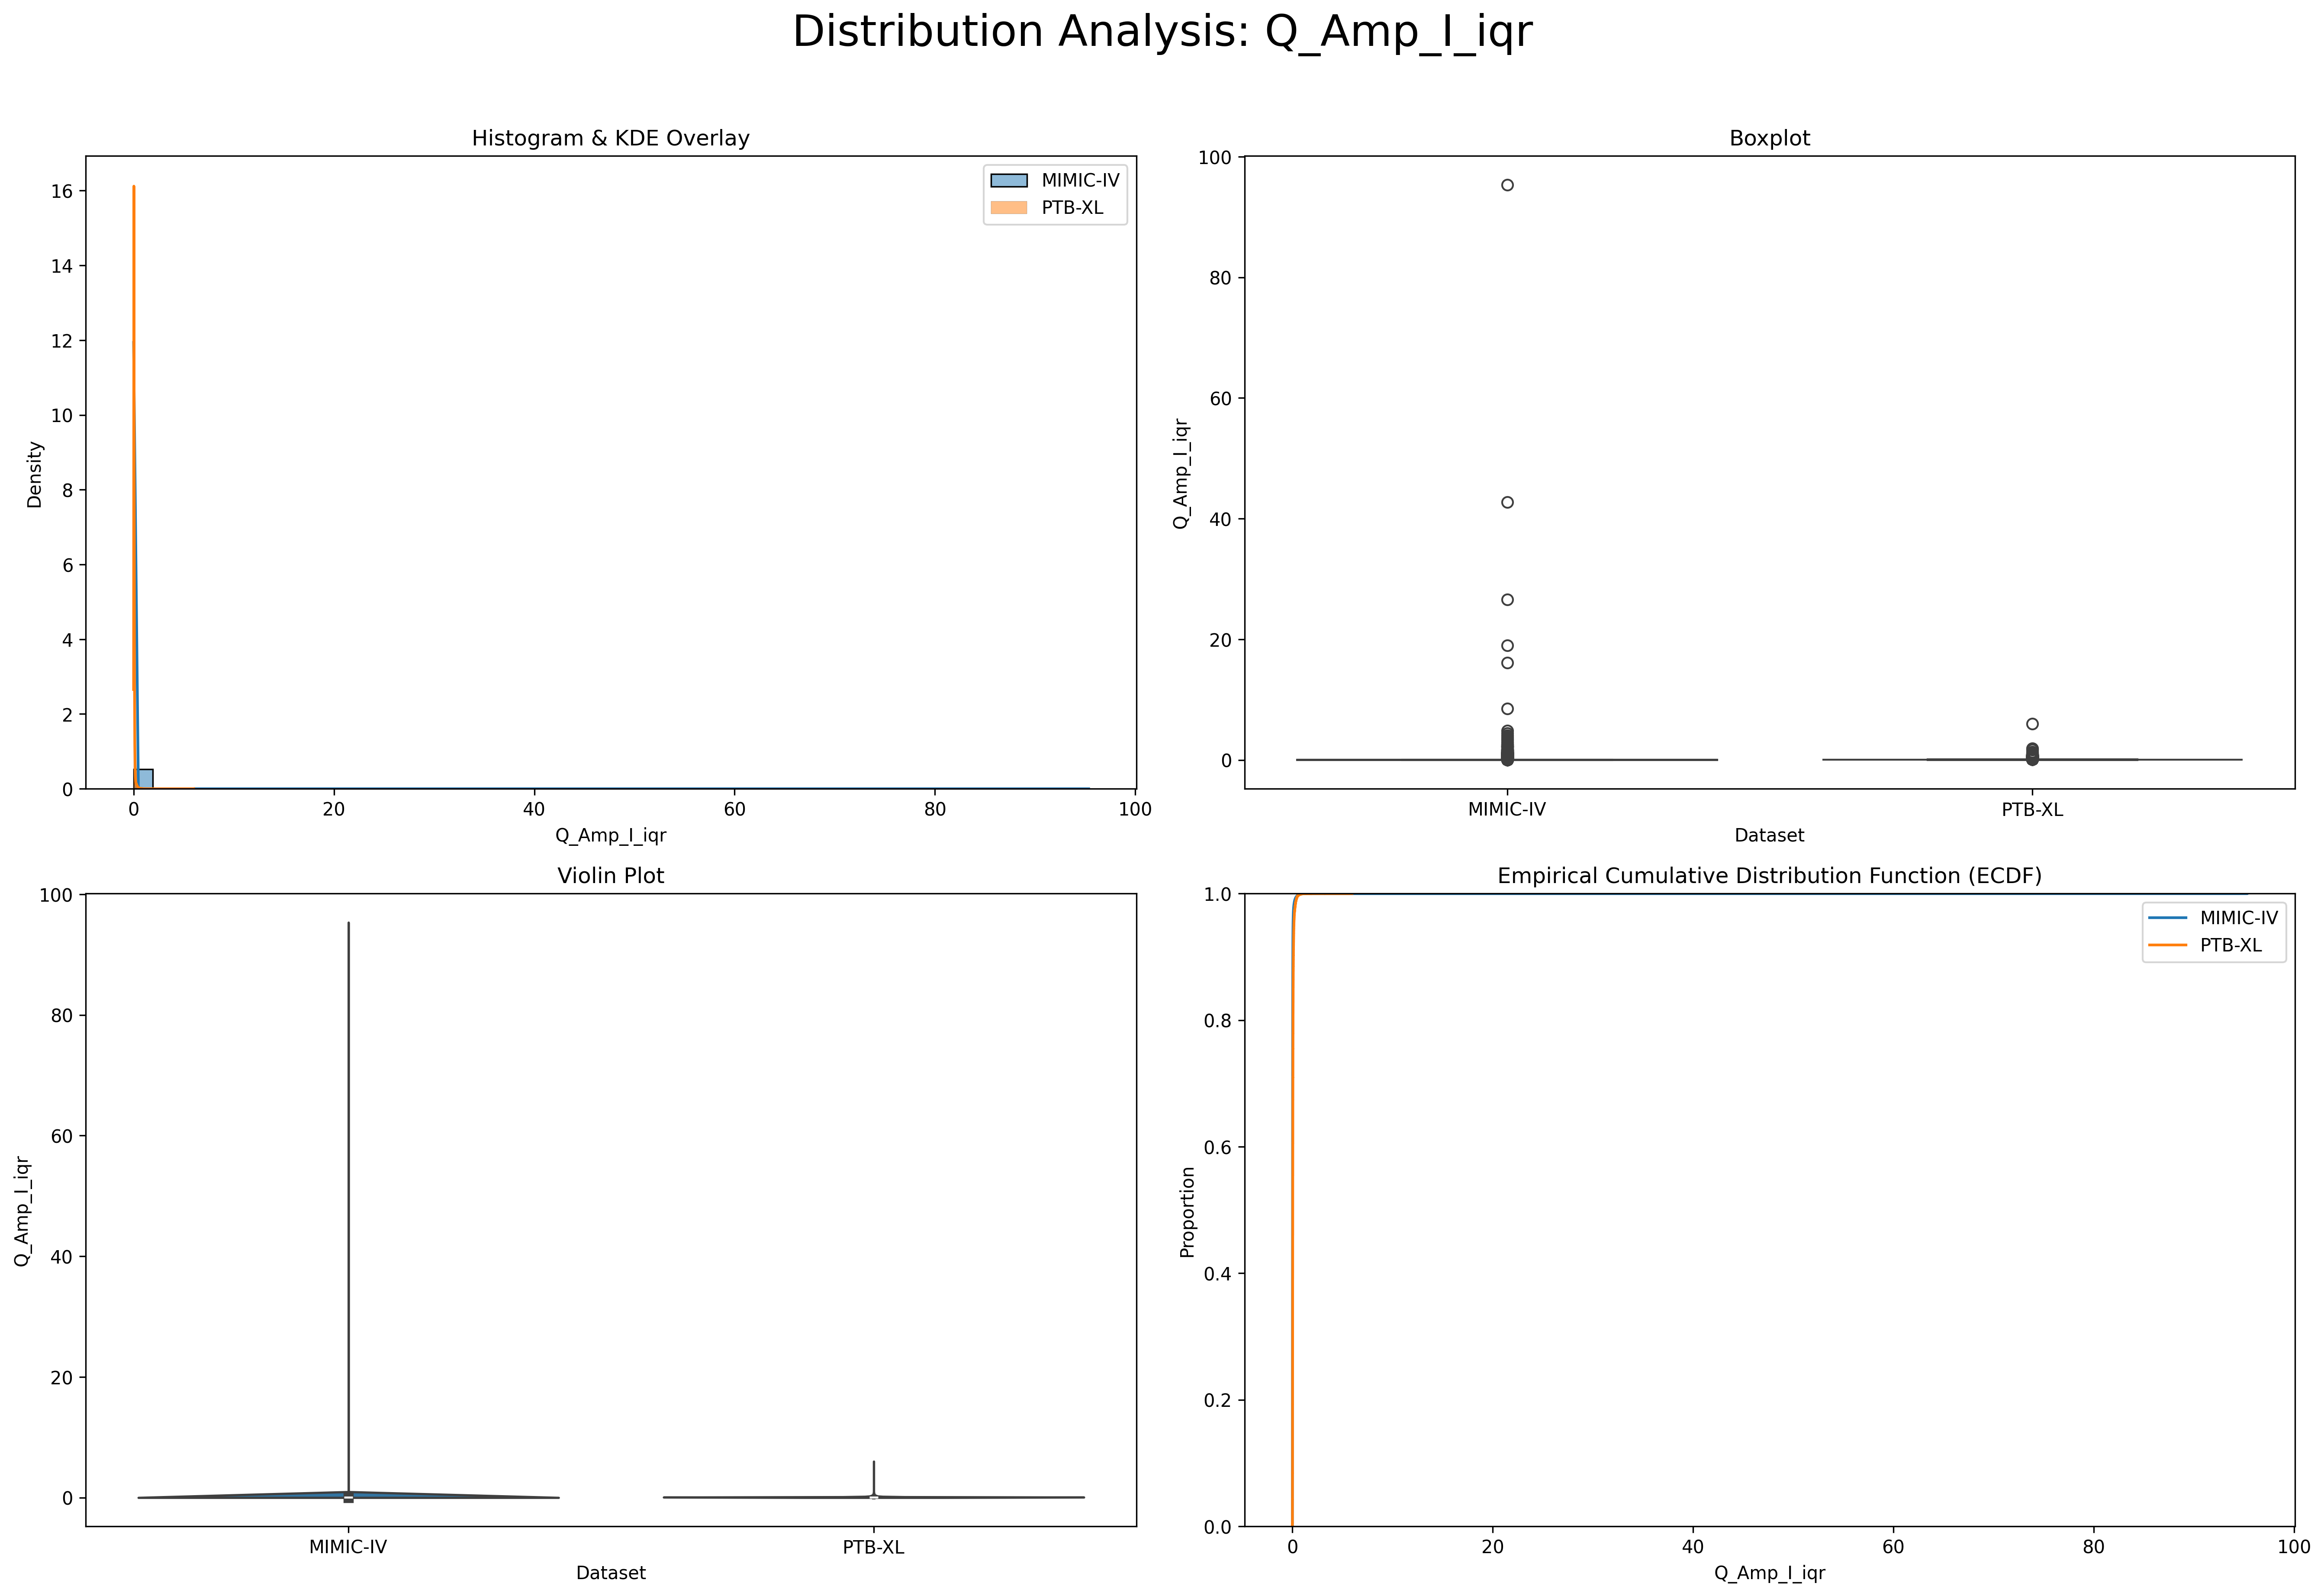 Distribution Analysis: Q_Amp_I_iqr
Histogram & KDE Overlay
MIMIC-IV
PTB-XL
Density
16
14
12
10
8
6
4
2
0
0 20 40 60 80 100
Q_Amp_I_iqr
Boxplot
Q_Amp_I_iqr
100
80
60
40
20
0
MIMIC-IV PTB-XL
Dataset
Violin Plot
Q_Amp_I_iqr
100
80
60
40
20
0
MIMIC-IV PTB-XL
Dataset
Empirical Cumulative Distribution Function (ECDF)
MIMIC-IV
PTB-XL
Proportion
1.0
0.8
0.6
0.4
0.2
0.0
0 20 40 60 80 100
Q_Amp_I_iqr